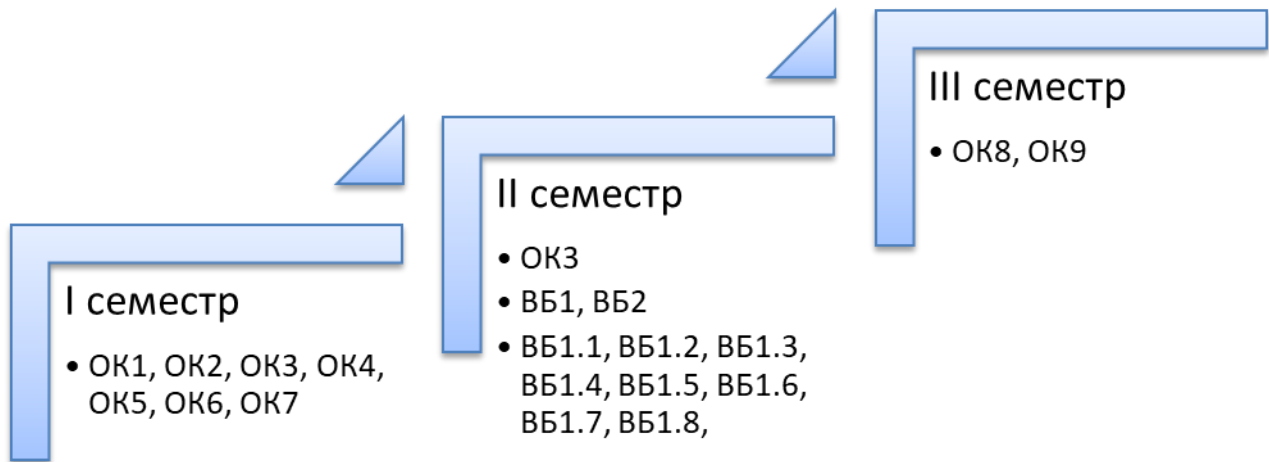 I семестр
• ОК1, ОК2, ОК3, ОК4,
ОК5, ОК6, ОК7
II семестр
• ОК3
• ВБ1, ВБ2
• ВБ1.1, ВБ1.2, ВБ1.3,
ВБ1.4, ВБ1.5, ВБ1.6,
ВБ1.7, ВБ1.8,
III семестр
• ОК8, ОК9